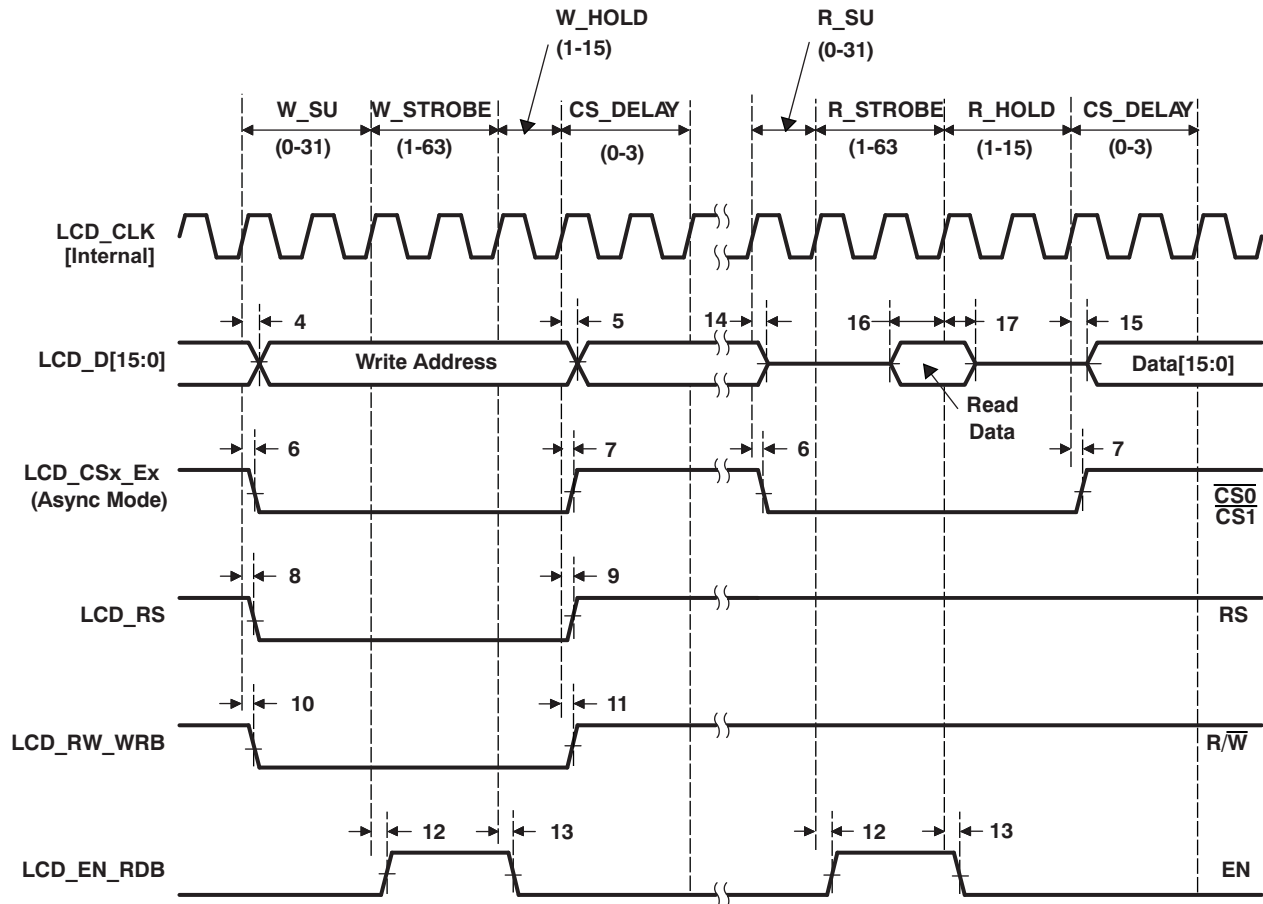 W_HOLD
(1-15)
R_SU
(0-31)
W_SU
W_STROBE
CS_DELAY
R_STROBE
R_HOLD
CS_DELAY
(0-31)
(1-63)
(0-3)
(1-63
(1-15)
(0-3)
LCD_CLK
[Internal]
4
5
14
16
17
15
LCD_D[15:0]
Write Address
Data[15:0]
Read
Data
6
7
6
7
LCD_CSx_Ex
(Async Mode)
CS0
CS1
8
9
LCD_RS
RS
10
11
LCD_RW_WRB
R/W
12
13
12
13
LCD_EN_RDB
EN